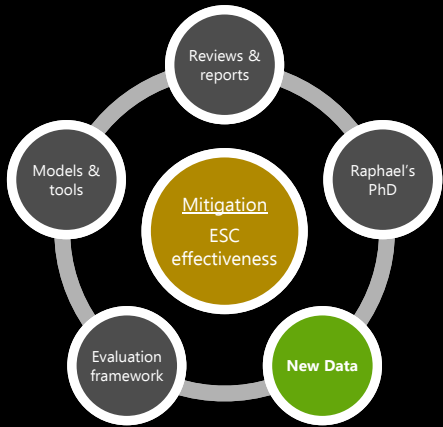 Reviews &
reports
Models &
tools
Raphael's
PhD
Mitigation
ESC
effectiveness
Evaluation
framework
New Data